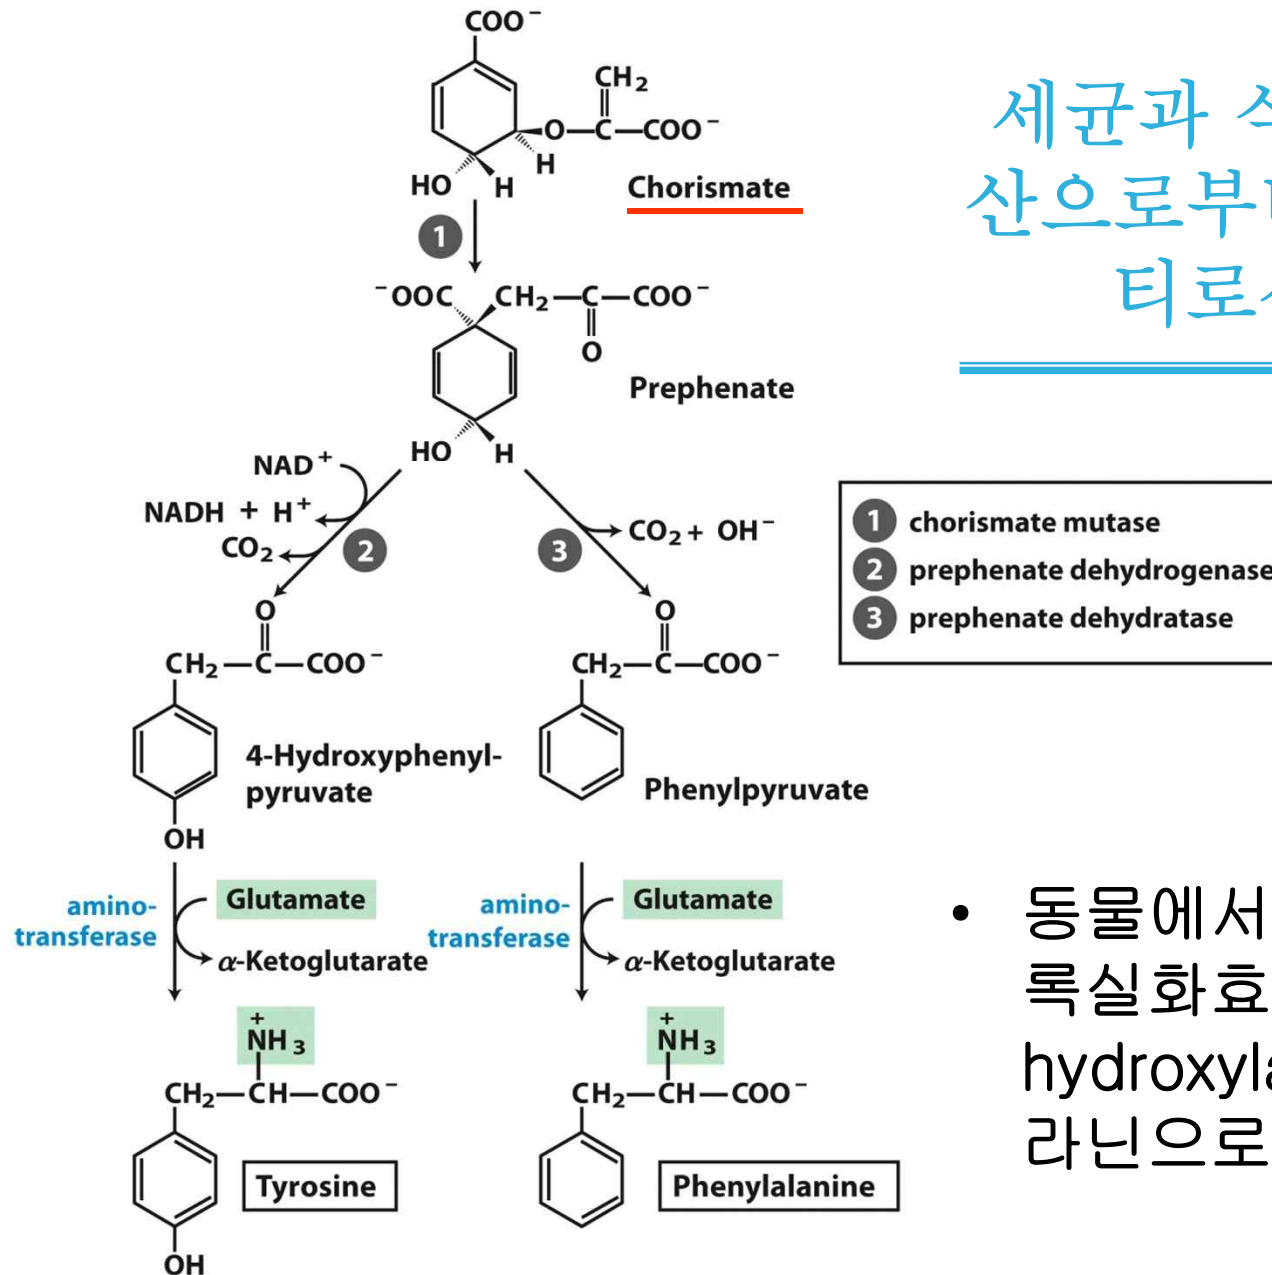 COO⁻
CH₂
O—C—COO⁻
H
HO H
Chorismate
1
⁻OOC CH₂—C—COO⁻
O
Prephenate
HO H
NAD⁺
NADH + H⁺
CO₂
2
3
CO₂ + OH⁻
O
CH₂—C—COO⁻
4-Hydroxyphenyl-
pyruvate
OH
O
CH₂—C—COO⁻
Phenylpyruvate
amino-
transferase
Glutamate
α-Ketoglutarate
amino-
transferase
Glutamate
α-Ketoglutarate
⁺NH₃
CH₂—CH—COO⁻
Tyrosine
OH
⁺NH₃
CH₂—CH—COO⁻
Phenylalanine
세균과
산으로부
티로
1 chorismate mutase
2 prephenate dehydrogenase
3 prephenate dehydratase
• 동물에서
록실화효
hydroxyla
라닌으로